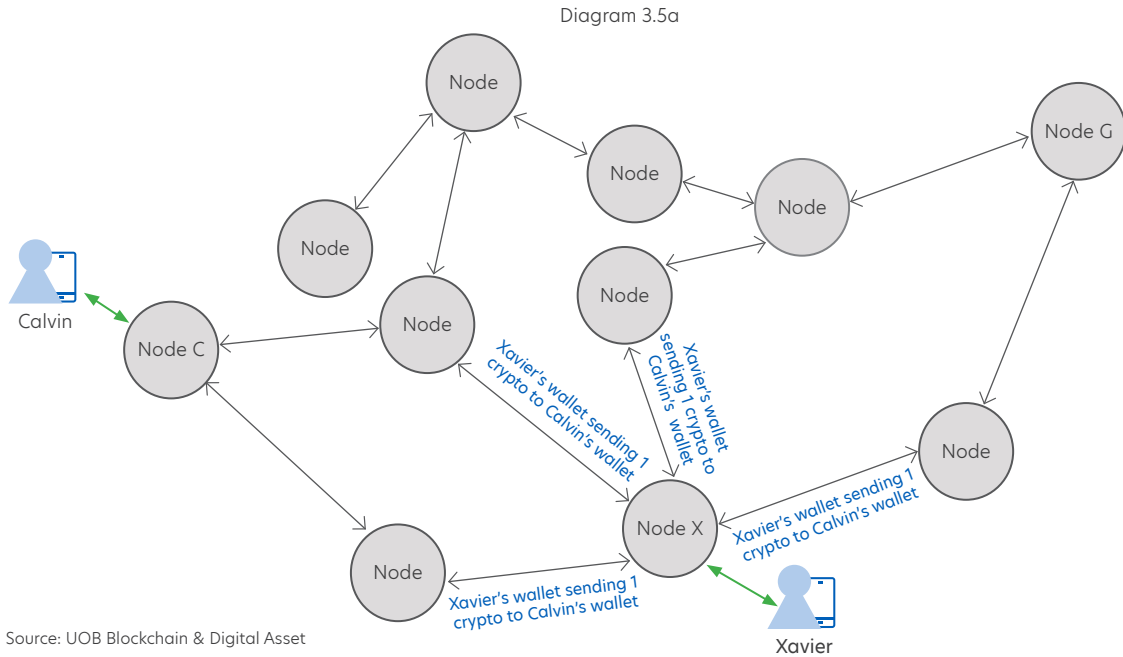 Diagram 3.5a
Node
Node G
Node
Node
Node
Node
Node
Calvin
Node C
Xavier's wallet sending 1
crypto to Calvin's wallet
Xavier's wallet
sending 1 crypto to
Calvin's wallet
Node
Node X
Xavier's wallet sending 1
crypto to Calvin's wallet
Node
Xavier's wallet sending 1
crypto to Calvin's wallet
Source: UOB Blockchain & Digital Asset
Xavier